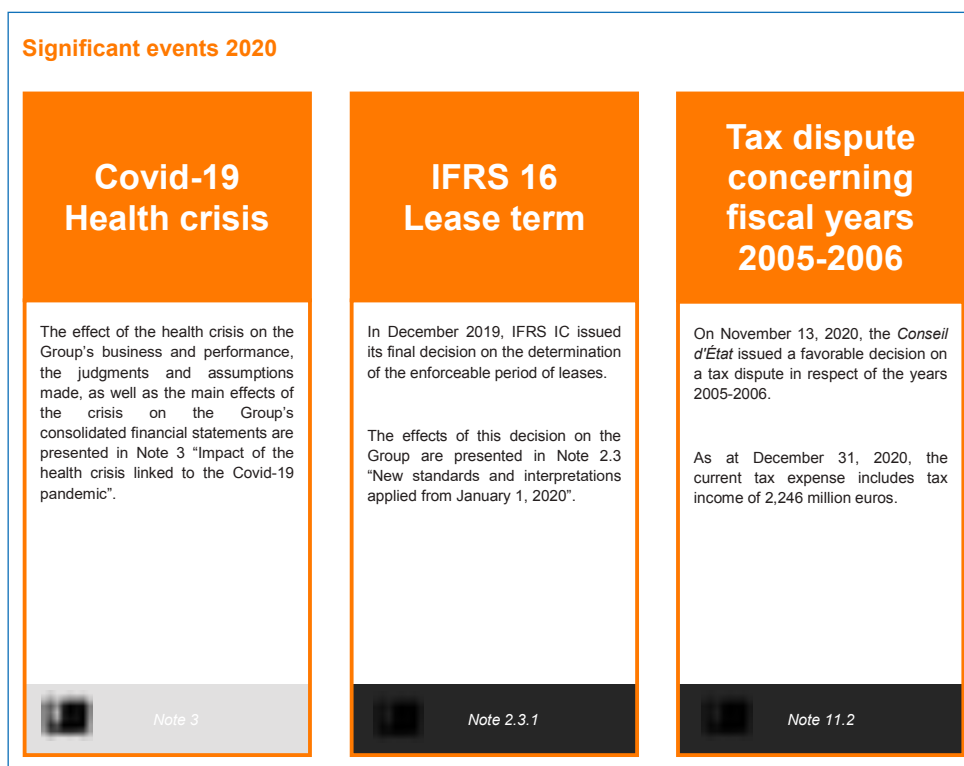 Significant events 2020
Covid-19
Health crisis
The effect of the health crisis on the
Group's business and performance,
the judgments and assumptions
made, as well as the main effects of
the crisis on the Group's
consolidated financial statements are
presented in Note 3 “Impact of the
health crisis linked to the Covid-19
pandemic”.
Note 3
IFRS 16
Lease term
In December 2019, IFRS IC issued
its final decision on the determination
of the enforceable period of leases.
The effects of this decision on the
Group are presented in Note 2.3
“New standards and interpretations
applied from January 1, 2020”.
Note 2.3.1
Tax dispute
concerning
fiscal years
2005-2006
On November 13, 2020, the Conseil
d'État issued a favorable decision on
a tax dispute in respect of the years
2005-2006.
As at December 31, 2020, the
current tax expense includes tax
income of 2,246 million euros.
Note 11.2